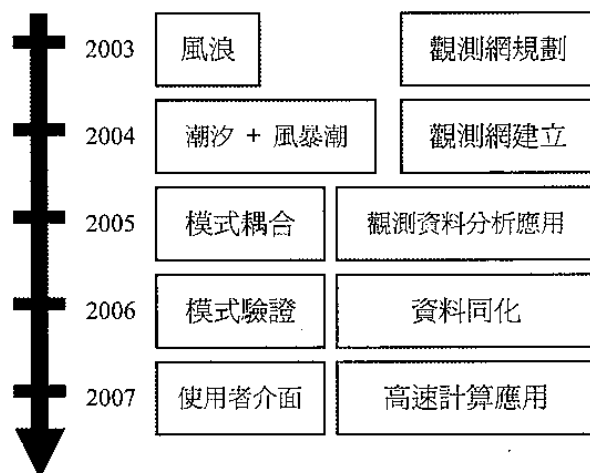 2003 風浪 觀測網規劃
2004 潮汐 + 風暴潮 觀測網建立
2005 模式耦合 觀測資料分析應用
2006 模式驗證 資料同化
2007 使用者介面 高速計算應用